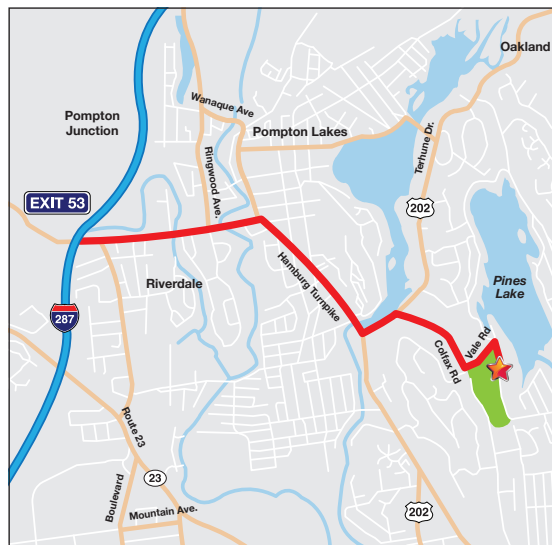 Oakland
Wanaque Ave
Pompton
Junction
Pompton Lakes
Terhune Dr.
Ringwood Ave.
EXIT 53
202
Hamburg Turnpike
Riverdale
Pines
Lake
287
Vale Rd
Colfax Rd
Route 23
23
Boulevard
Mountain Ave.
202